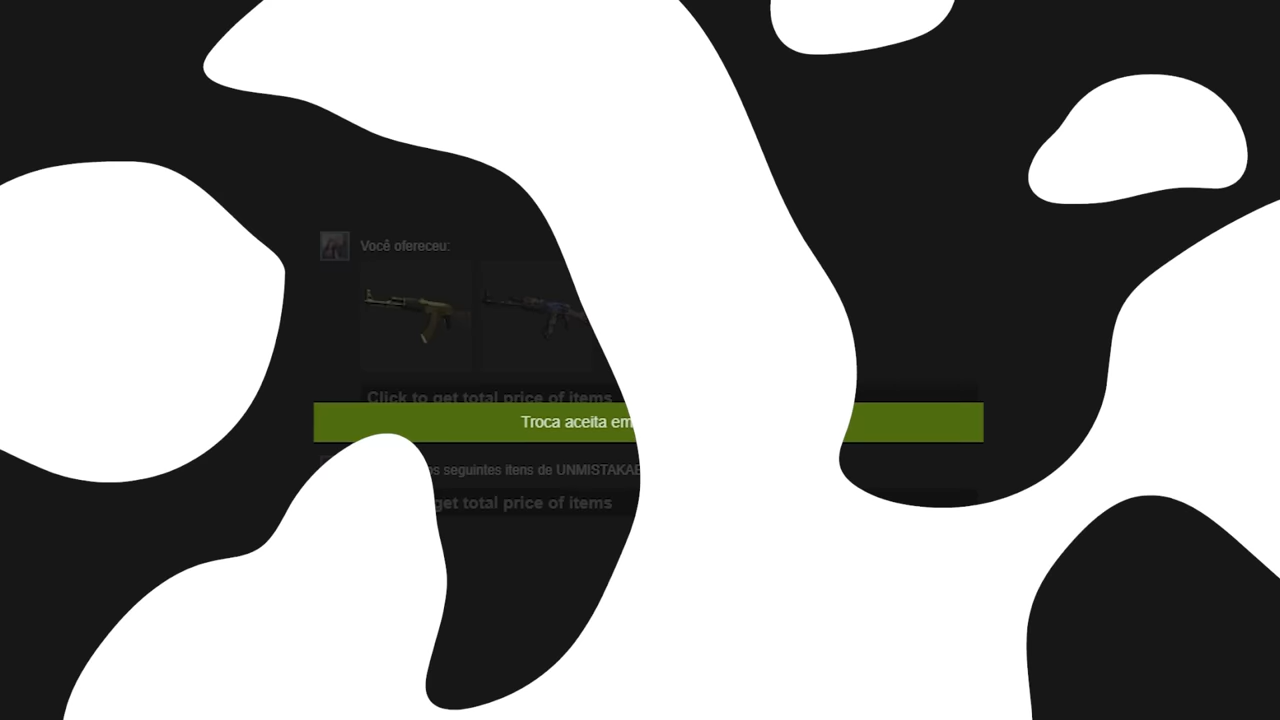 Você ofereceu:
Click to get total price of items
Troca aceita em
seguintes itens de
get total price of items